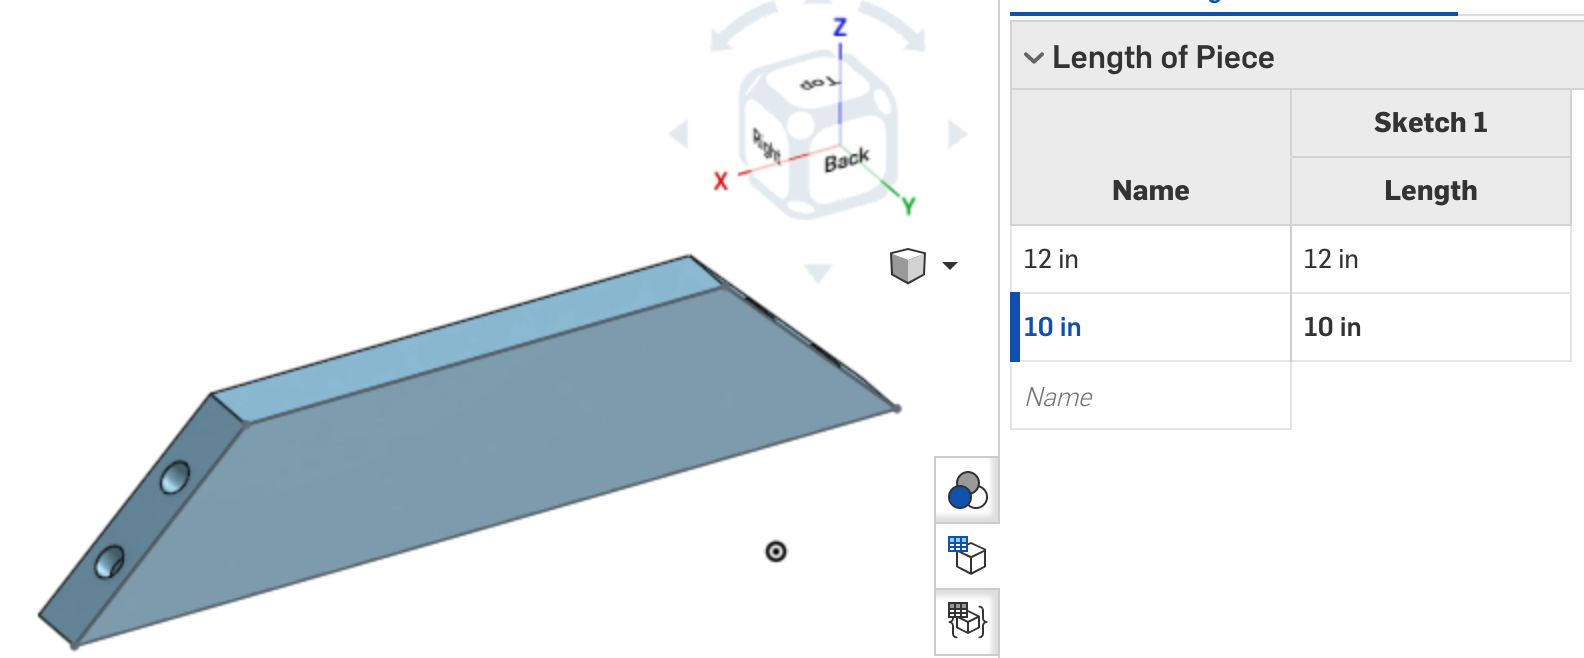 Z
Top
Right
Back
X
Y
Length of Piece
Sketch 1
Name
Length
12 in
12 in
10 in
10 in
Name